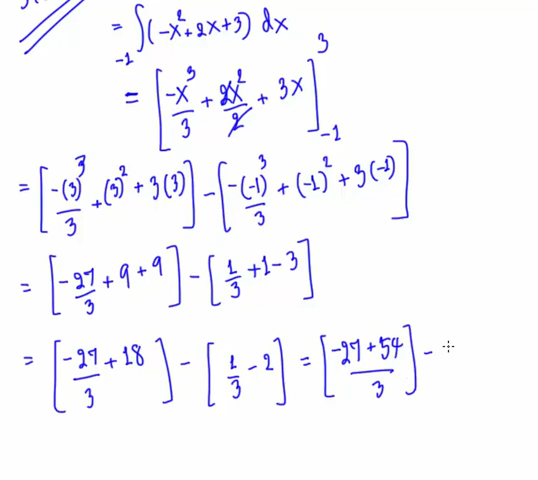 = ∫₋₁ (-x² + 2x + 3) dx
= [-x³/3 + 2x²/2 + 3x]³₋₁
= [-(3)³/3 + (3)² + 3(3)] - [-(-1)³/3 + (-1)² + 3(-1)]
= [-27/3 + 9 + 9] - [1/3 + 1 - 3]
= [-27/3 + 18] - [1/3 - 2] = [(-27 + 54)/3] -